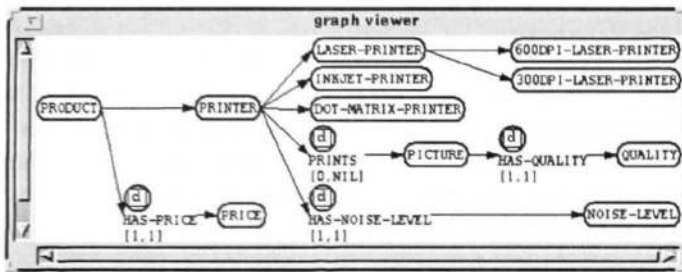 graph viewer
LASER-PRINTER
600DPI-LASER-PRINTER
INKJET-PRINTER
300DPI-LASER-PRINTER
PRODUCT
PRINTER
DOT-MATRIX-PRINTER
d
d
PRINTS
PICTURE
HAS-QUALITY
QUALITY
[0,NIL]
[1,1]
d
d
HAS-PRICE
PRICE
HAS-NOISE-LEVEL
NOISE-LEVEL
[1,1]
[1,1]